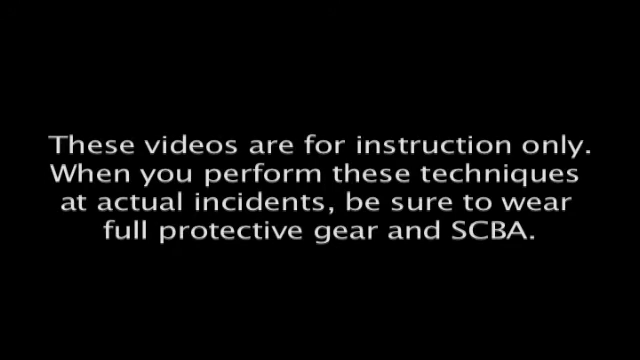 These videos are for instruction only.
When you perform these techniques
at actual incidents, be sure to wear
full protective gear and SCBA.